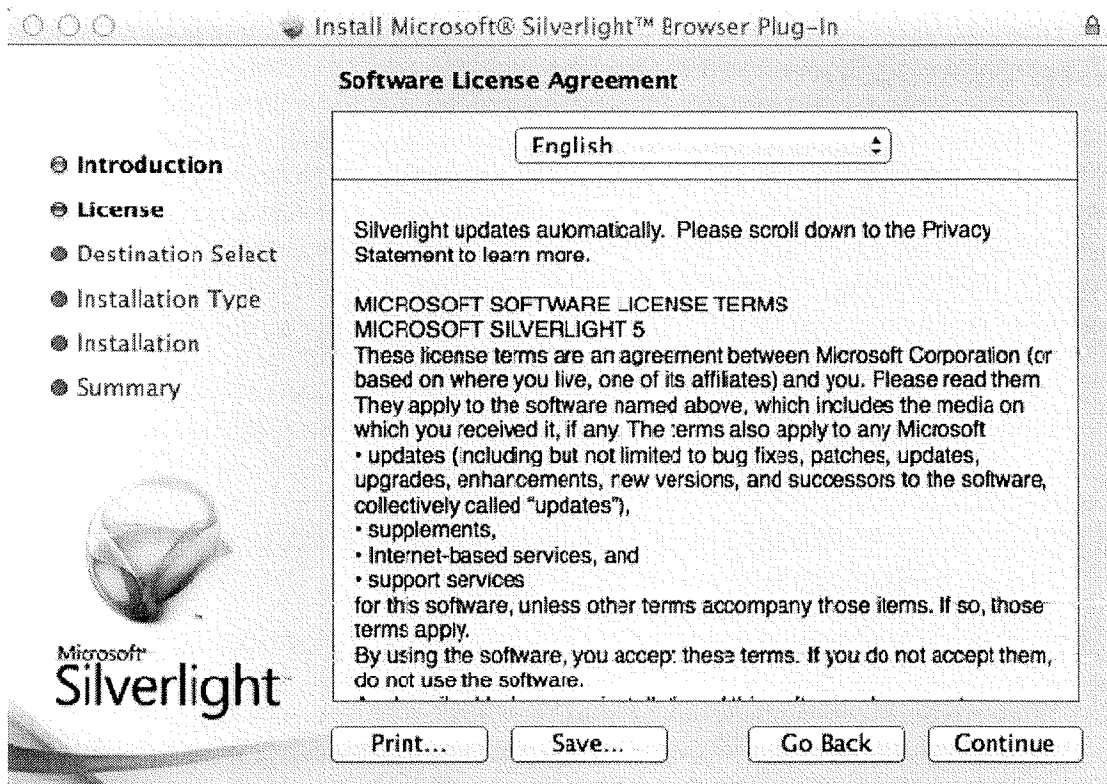 Install Microsoft® Silverlight™ Browser Plug-In
Software License Agreement
English
Introduction
License
Destination Select
Installation Type
Installation
Summary
Silverlight updates automatically. Please scroll down to the Privacy
Statement to learn more.
MICROSOFT SOFTWARE LICENSE TERMS
MICROSOFT SILVERLIGHT 5
These license terms are an agreement between Microsoft Corporation (or
based on where you live, one of its affiliates) and you. Please read them
They apply to the software named above, which includes the media on
which you received it, if any The terms also apply to any Microsoft
• updates (including but not limited to bug fixes, patches, updates,
upgrades, enhancements, new versions, and successors to the software,
collectively called "updates"),
• supplements,
• Internet-based services, and
• support services
for this software, unless other terms accompany those items. If so, those
terms apply.
By using the software, you accept these terms. If you do not accept them,
do not use the software.
Microsoft®
Silverlight™
Print...
Save...
Go Back
Continue